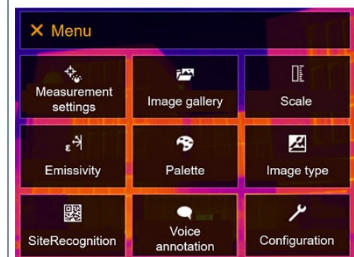 Menu
Measurement
settings
Image gallery
Scale
ε
Emissivity
Palette
Image type
SiteRecognition
Voice
annotation
Configuration